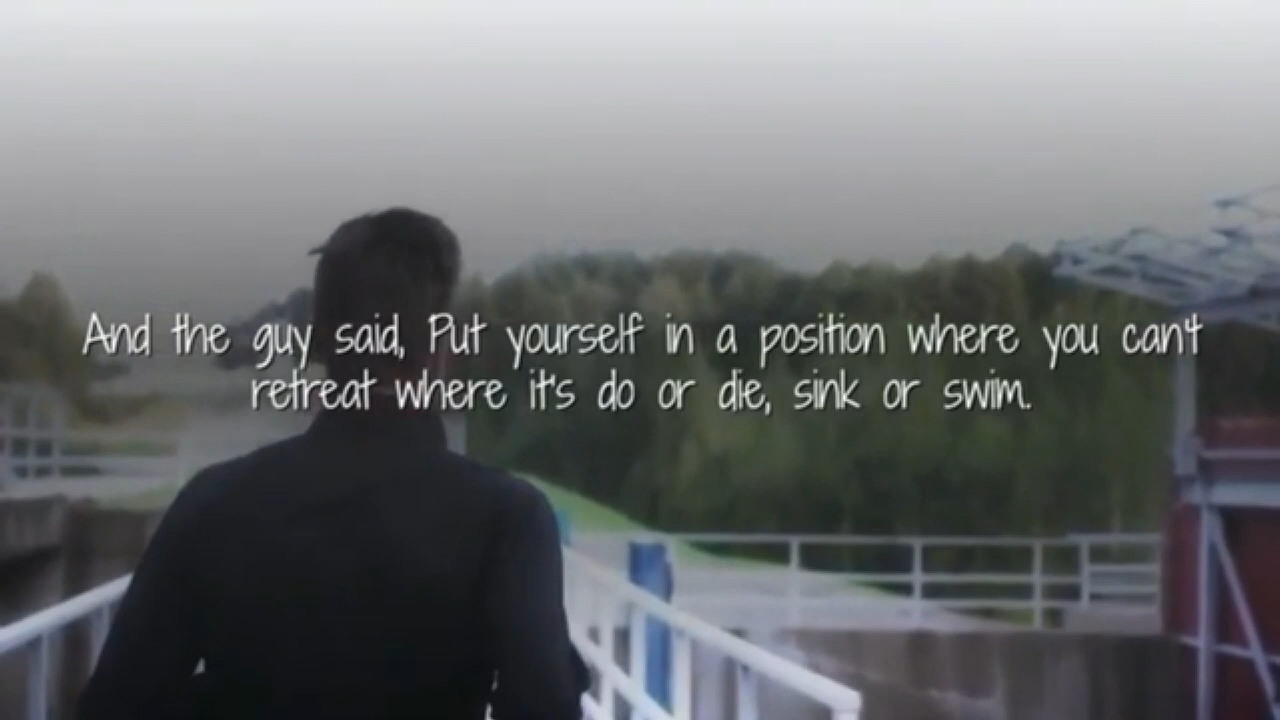 And the guy said, Put yourself in a position where you can't
retreat where it's do or die, sink or swim.